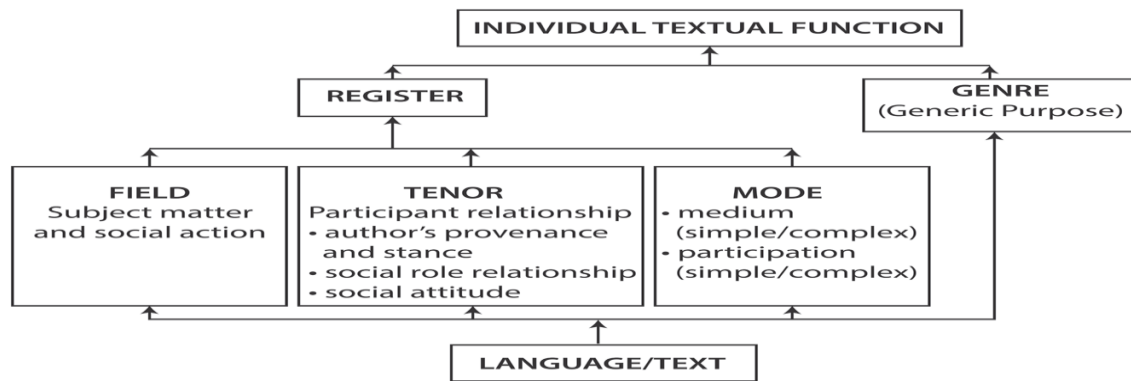 INDIVIDUAL TEXTUAL FUNCTION
REGISTER
GENRE
(Generic Purpose)
FIELD
Subject matter
and social action
TENOR
Participant relationship
• author's provenance
and stance
• social role relationship
• social attitude
MODE
• medium
(simple/complex)
• participation
(simple/complex)
LANGUAGE/TEXT